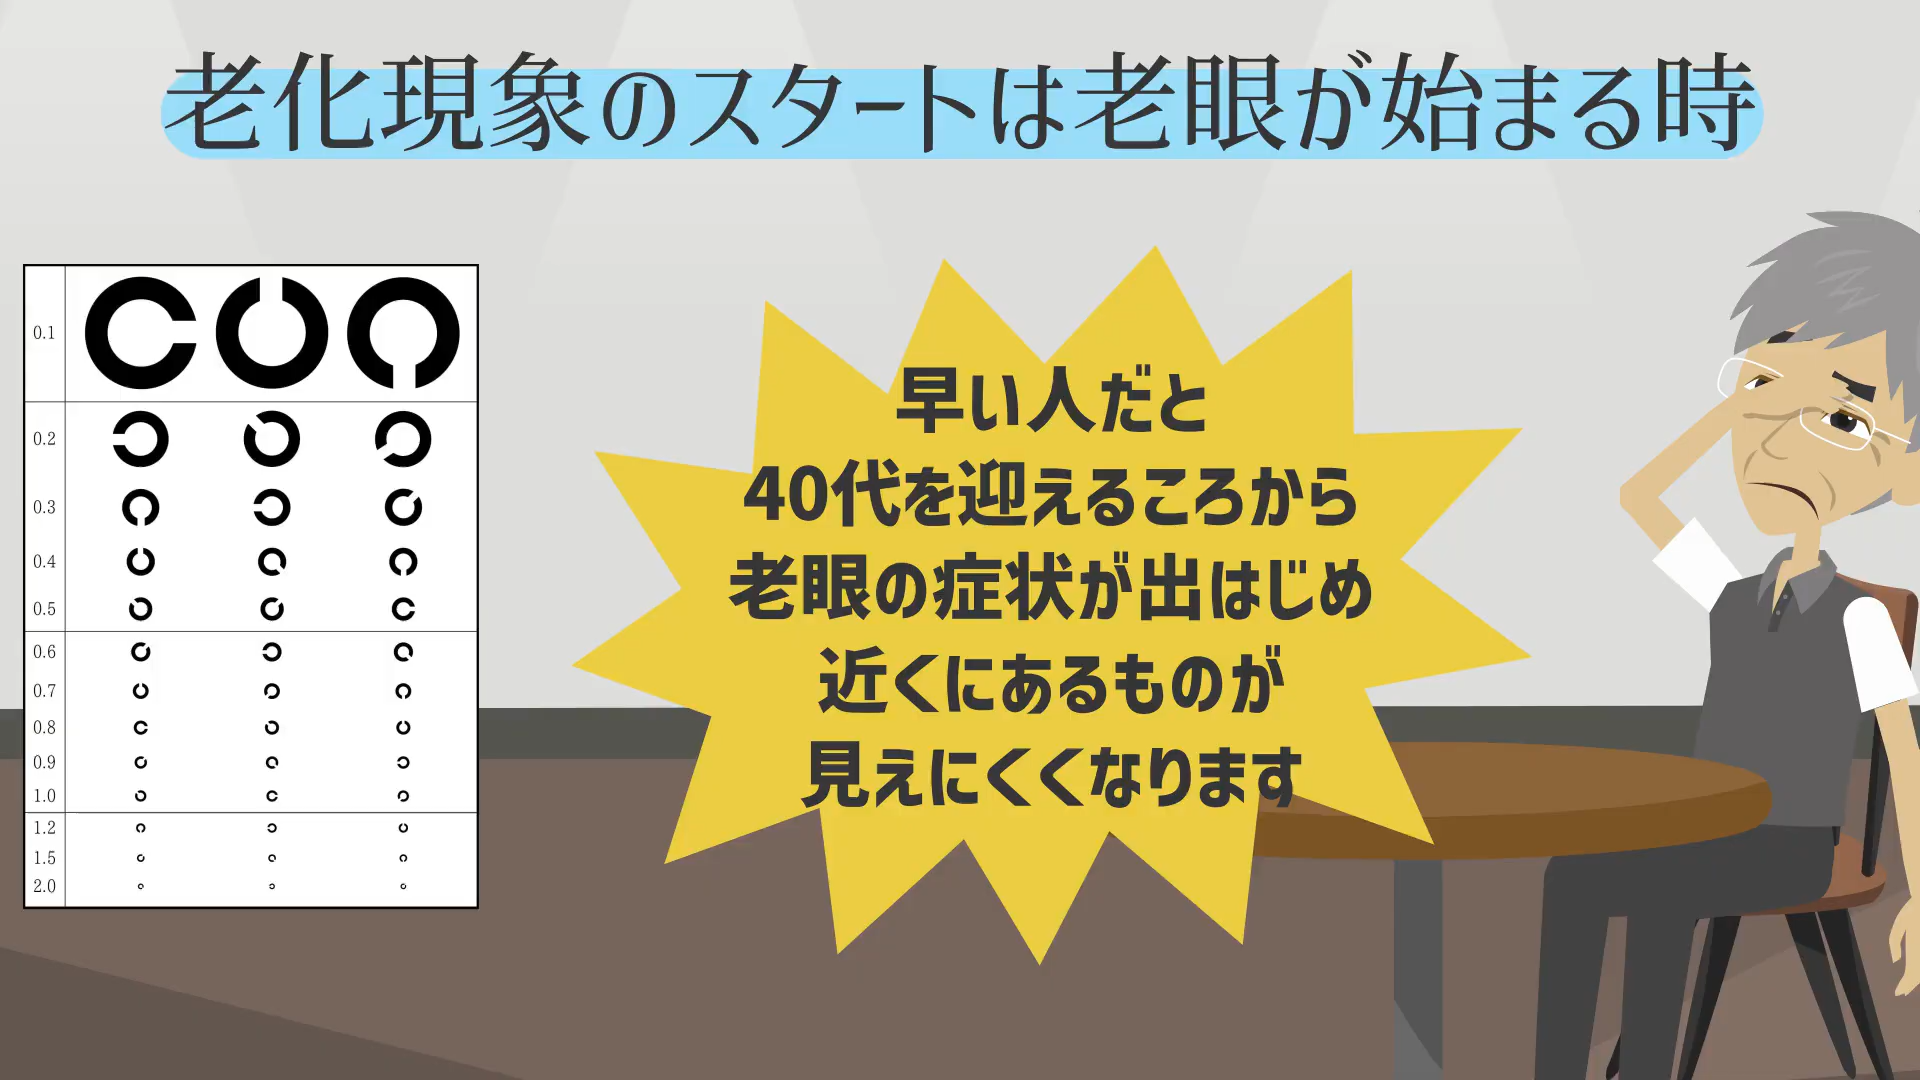 老化現象のスタートは老眼が始まる時
0.1
0.2
0.3
0.4
0.5
0.6
0.7
0.8
0.9
1.0
1.2
1.5
2.0
早い人だと
40代を迎えるころから
老眼の症状が出はじめ
近くにあるものが
見えにくくなります